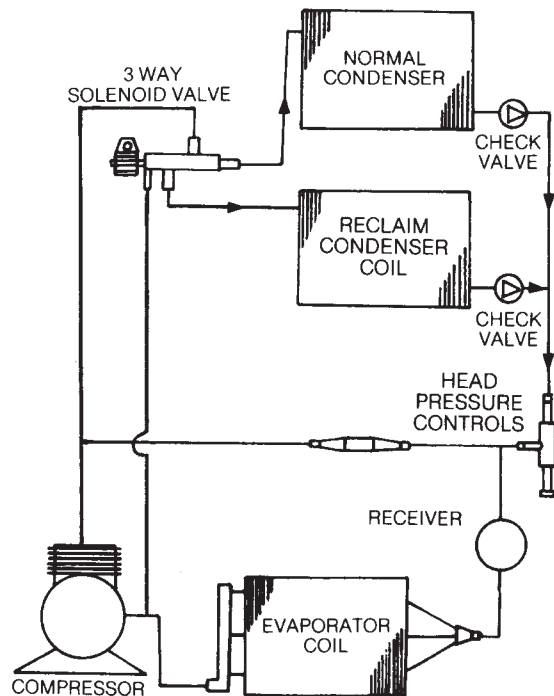 NORMAL
CONDENSER
3 WAY
SOLENOID VALVE
CHECK
VALVE
RECLAIM
CONDENSER
COIL
CHECK
VALVE
HEAD
PRESSURE
CONTROLS
RECEIVER
EVAPORATOR
COIL
COMPRESSOR